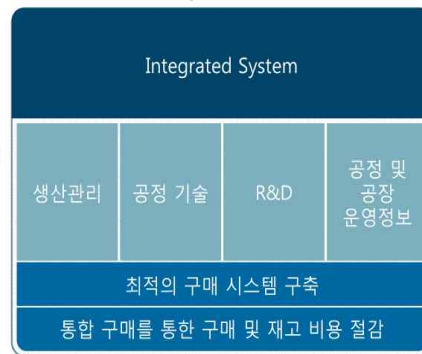 Integrated System
생산관리
공정 기술
R&D
공정 및
공장
운영정보
최적의 구매 시스템 구축
통합 구매를 통한 구매 및 재고 비용 절감